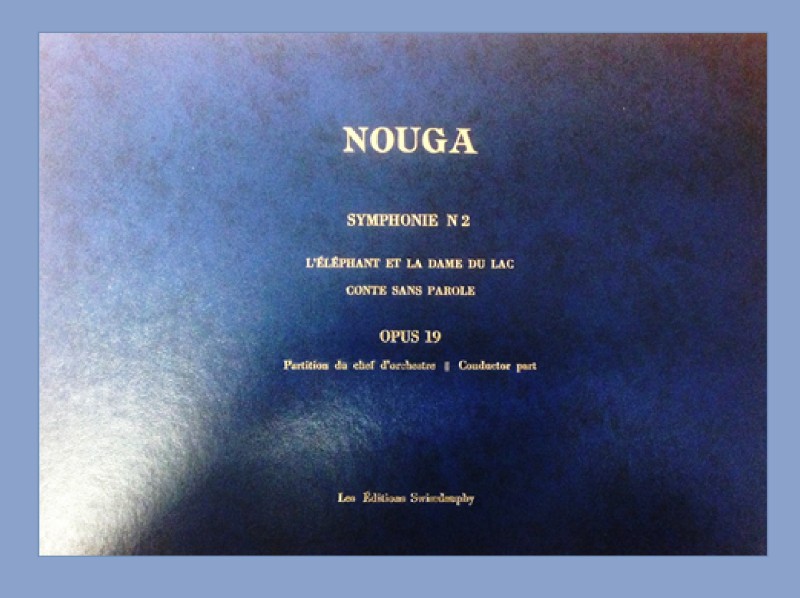 NOUGA
SYMPHONIE N 2
L'ÉLÉPHANT ET LA DAME DU LAC
CONTE SANS PAROLE
OPUS 19
Partition du chef d'orchestre || Conductor part
Les Éditions